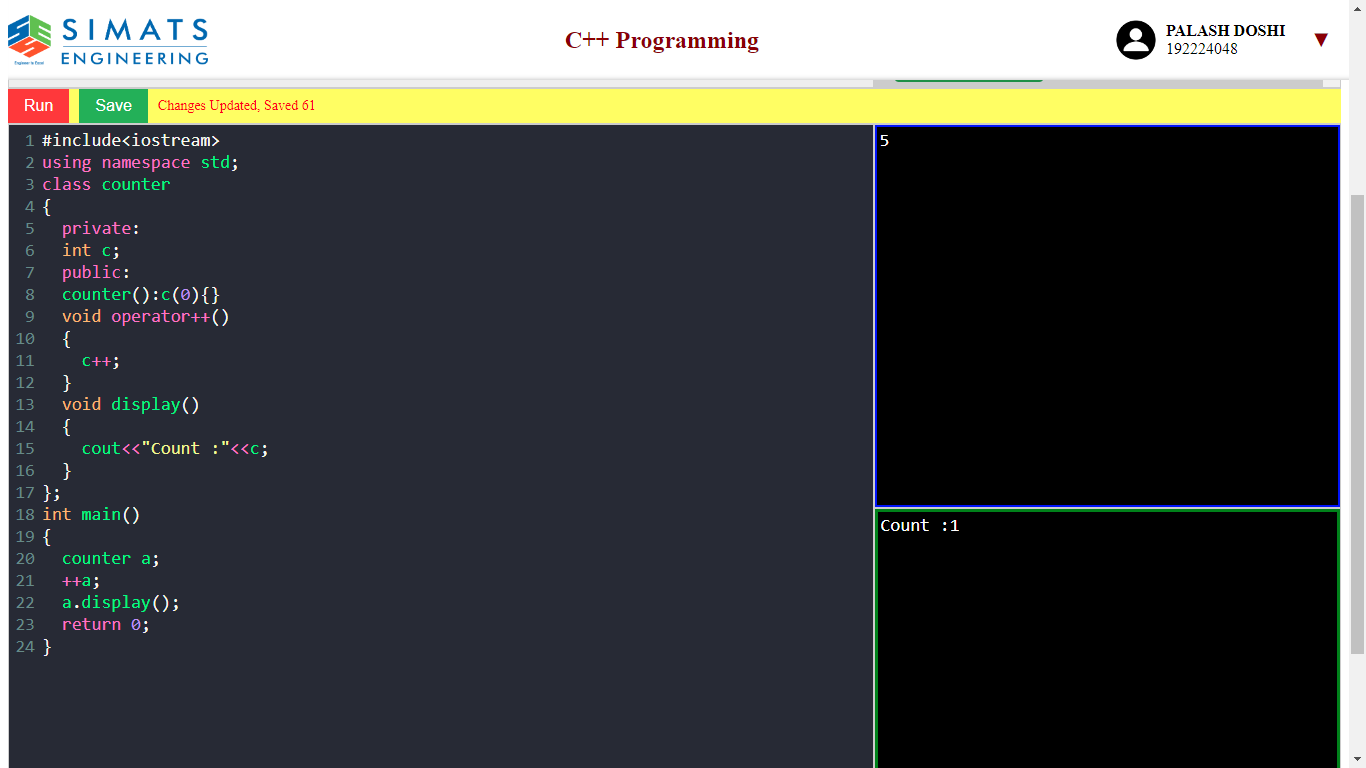 SIMATS
ENGINEERING
Engineer to Excel
C++ Programming
PALASH DOSHI
192224048
▼
Run
Save
Changes Updated, Saved 61
1 #include<iostream>
2 using namespace std;
3 class counter
4 {
5   private:
6   int c;
7   public:
8   counter():c(0){}
9   void operator++()
10   {
11     c++;
12   }
13   void display()
14   {
15     cout<<"Count :"<<c;
16   }
17 };
18 int main()
19 {
20   counter a;
21   ++a;
22   a.display();
23   return 0;
24 }
5
Count :1